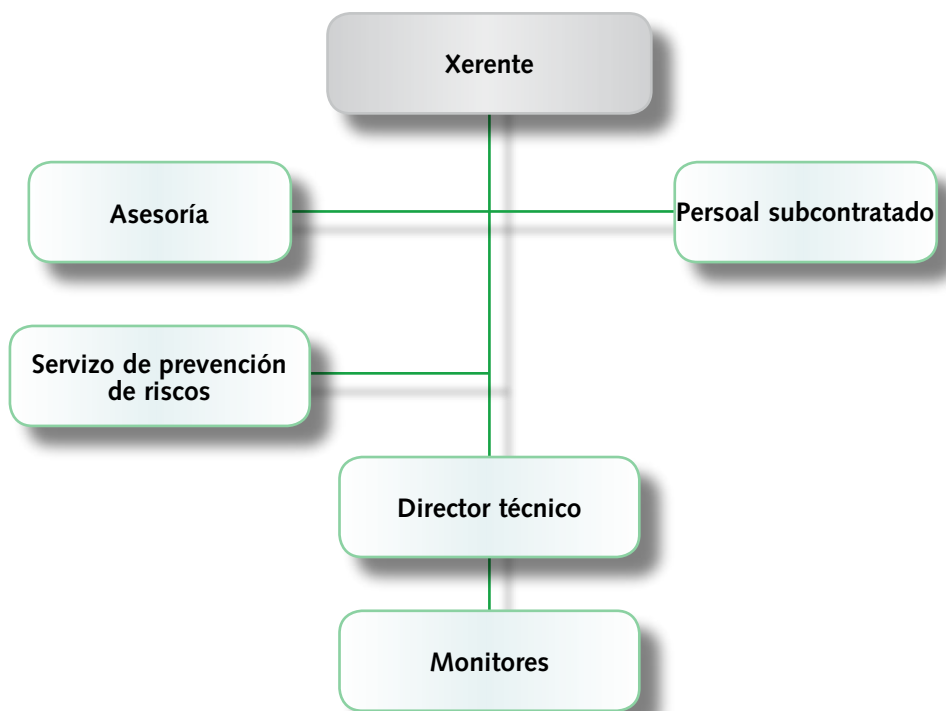 Xerente
Asesoría
Persoal subcontratado
Servizo de prevención
de riscos
Director técnico
Monitores